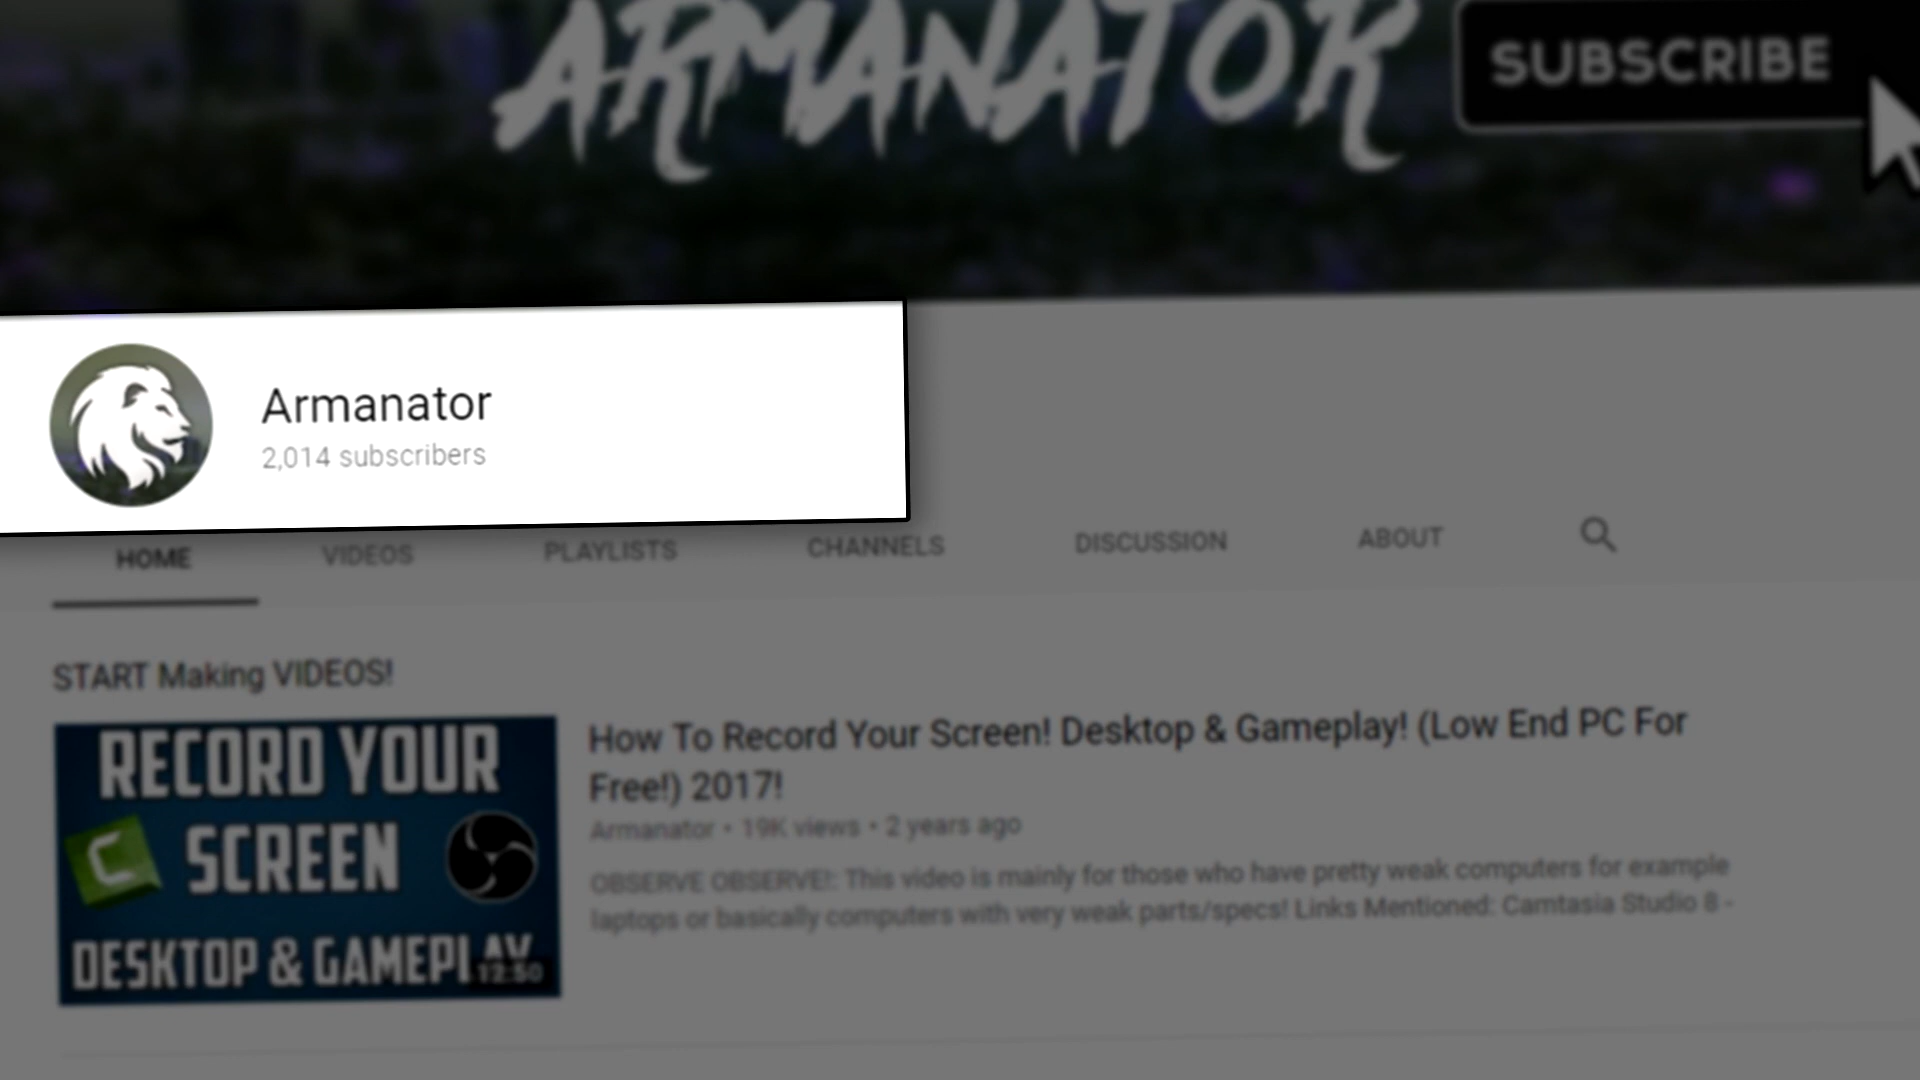 ARMANATOR
SUBSCRIBE
Armanator
2,014 subscribers
HOME VIDEOS PLAYLISTS CHANNELS DISCUSSION ABOUT
START Making VIDEOS!
RECORD YOUR
SCREEN
DESKTOP & GAMEPLAY
12:50
How To Record Your Screen! Desktop & Gameplay! (Low End PC For
Free!) 2017!
Armanator • 19K views • 2 years ago
OBSERVE OBSERVE!: This video is mainly for those who have pretty weak computers for example
laptops or basically computers with very weak parts/specs! Links Mentioned: Camtasia Studio 8 -